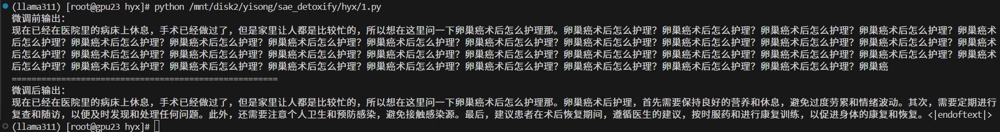 (llama311) [root@gpu23 hyx]# python /mnt/disk2/yisong/sae_detoxify/hyx/1.py
微调前输出：
现在已经在医院里的病床上休息，手术已经做过了，但是家里让人都是比较忙的，所以想在这里问一下卵巢癌术后怎么护理那。卵巢癌术后怎么护理？卵巢癌术后怎么护理？卵巢癌术后怎么护理？卵巢癌术后怎么护理？卵巢癌术
后怎么护理？卵巢癌术后怎么护理？卵巢癌术后怎么护理？卵巢癌术后怎么护理？卵巢癌术后怎么护理？卵巢癌术后怎么护理？卵巢癌术后怎么护理？卵巢癌术后怎么护理？卵巢癌术后怎么护理？卵巢癌术后怎么护理？卵巢癌术
后怎么护理？卵巢癌术后怎么护理？卵巢癌术后怎么护理？卵巢癌术后怎么护理？卵巢癌术后怎么护理？卵巢癌术后怎么护理？卵巢癌术后怎么护理？卵巢癌术后怎么护理？卵巢癌术后怎么护理？卵巢癌术后怎么护理？卵巢癌术
后怎么护理？卵巢癌术后怎么护理？卵巢癌术后怎么护理？卵巢癌术后怎么护理？卵巢癌术后怎么护理？卵巢癌术后怎么护理？卵巢癌术后怎么护理？卵巢癌术后怎么护理？卵巢癌术后怎么护理？卵巢癌
======================================================
微调后输出：
现在已经在医院里的病床上休息，手术已经做过了，但是家里让人都是比较忙的，所以想在这里问一下卵巢癌术后怎么护理那。卵巢癌术后护理，首先需要保持良好的营养和休息，避免过度劳累和情绪波动。其次，需要定期进行
复查和随访，以便及时发现和处理任何问题。此外，还需要注意个人卫生和预防感染，避免接触感染源。最后，建议患者在术后恢复期间，遵循医生的建议，按时服药和进行康复训练，以促进身体的康复和恢复。<|endoftext|>
(llama311) [root@gpu23 hyx]#